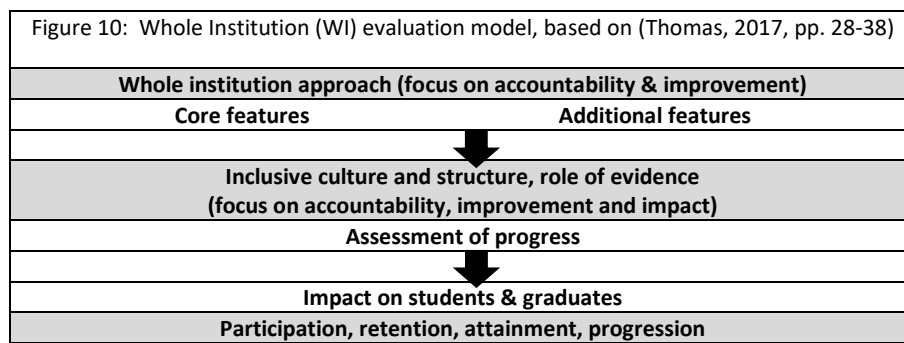 Figure 10:  Whole Institution (WI) evaluation model, based on (Thomas, 2017, pp. 28-38)
Whole institution approach (focus on accountability & improvement)
Core features Additional features
Inclusive culture and structure, role of evidence
(focus on accountability, improvement and impact)
Assessment of progress
Impact on students & graduates
Participation, retention, attainment, progression